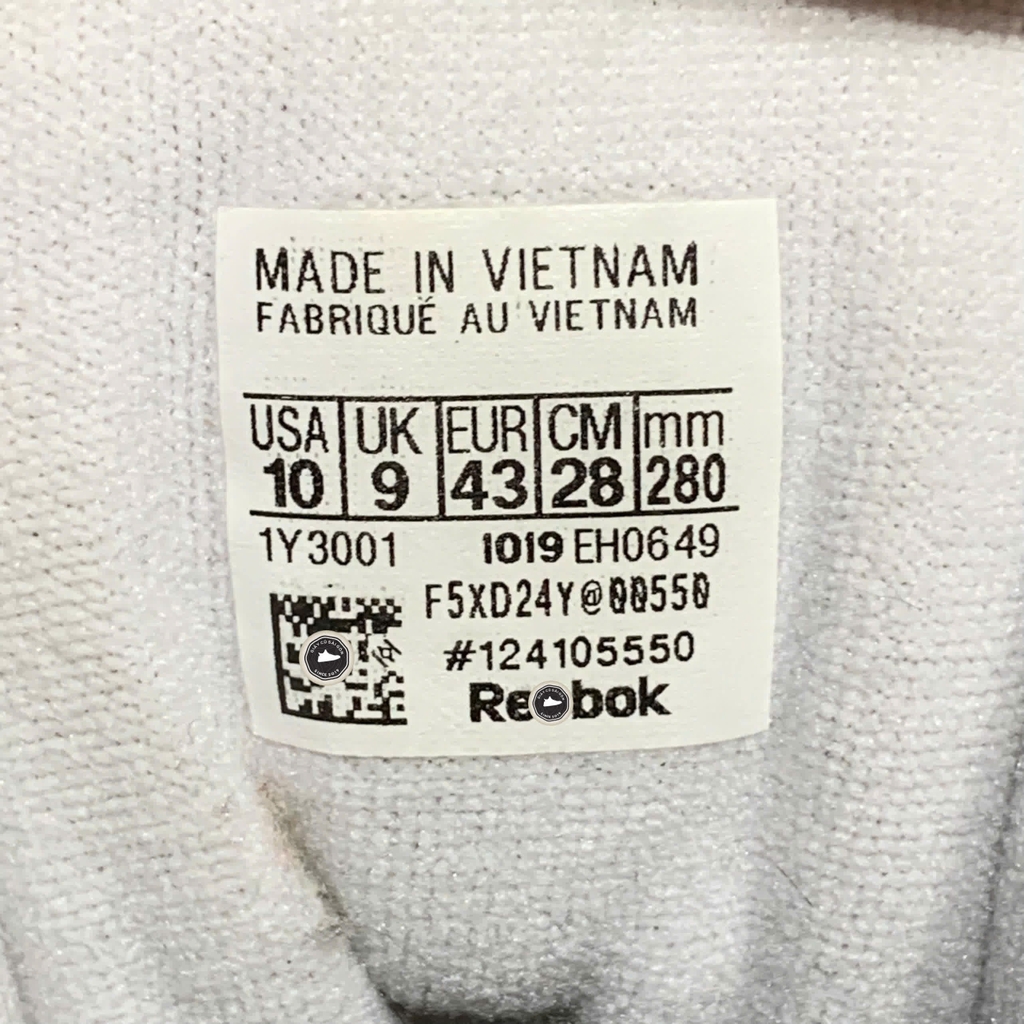 MADE IN VIETNAM
FABRIQUÉ AU VIETNAM
USA UK EUR CM mm
10 9 43 28 280
1Y3001 1019 EH0649
F5XD24Y@00550
#124105550
Reebok